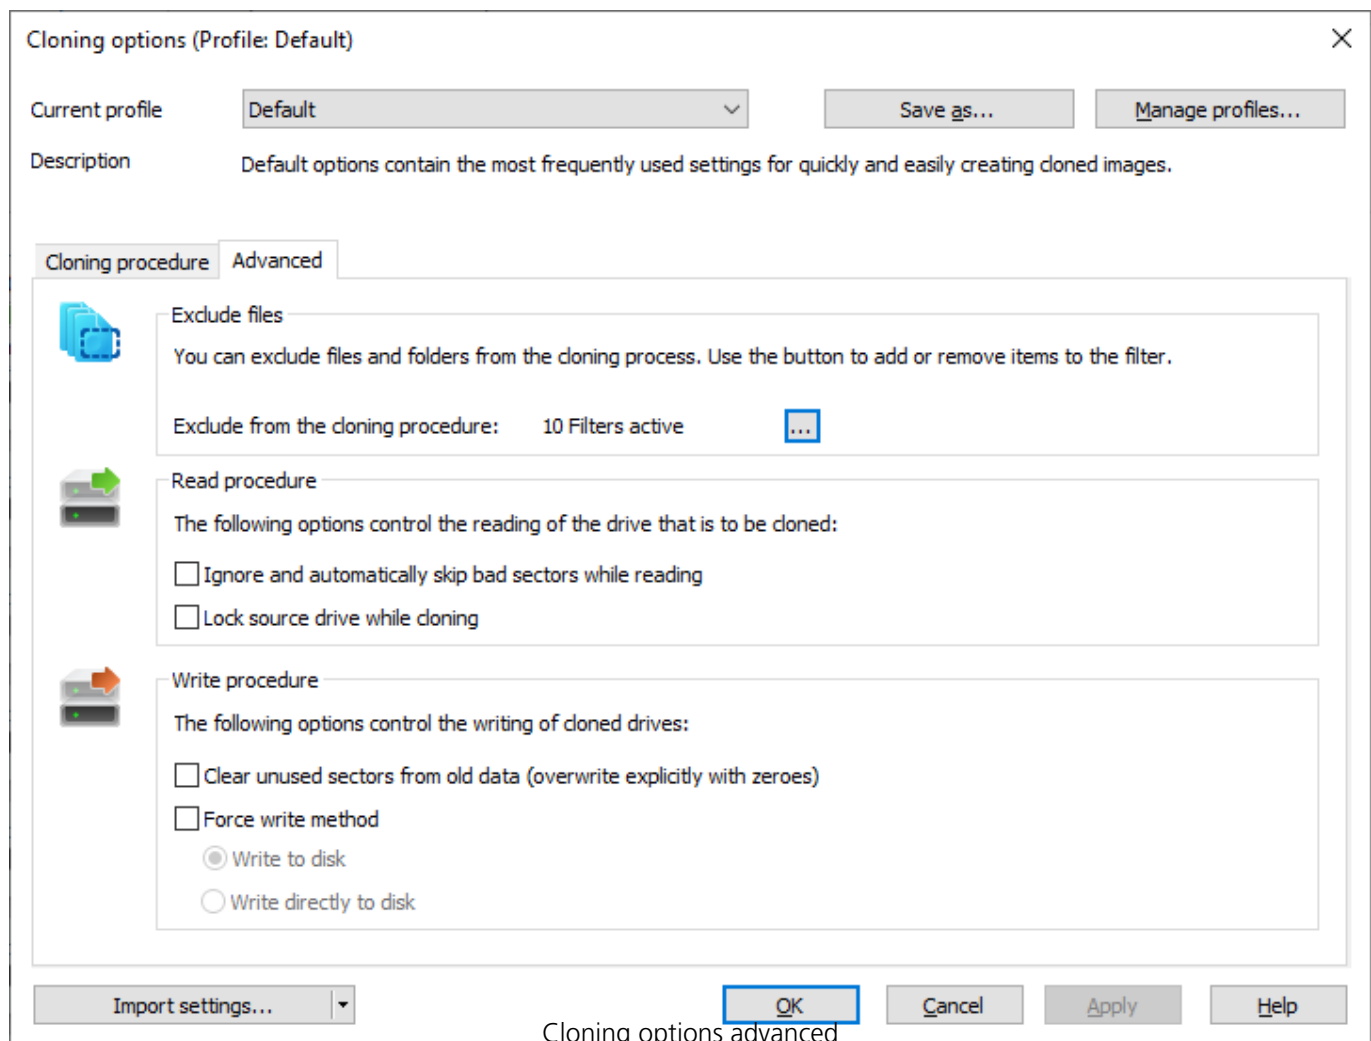 Cloning options (Profile: Default)
Current profile Default Save as... Manage profiles...
Description Default options contain the most frequently used settings for quickly and easily creating cloned images.
Cloning procedure Advanced
Exclude files
You can exclude files and folders from the cloning process. Use the button to add or remove items to the filter.
Exclude from the cloning procedure: 10 Filters active ...
Read procedure
The following options control the reading of the drive that is to be cloned:
Ignore and automatically skip bad sectors while reading
Lock source drive while cloning
Write procedure
The following options control the writing of cloned drives:
Clear unused sectors from old data (overwrite explicitly with zeroes)
Force write method
Write to disk
Write directly to disk
Import settings... OK Cancel Apply Help
Cloning options advanced